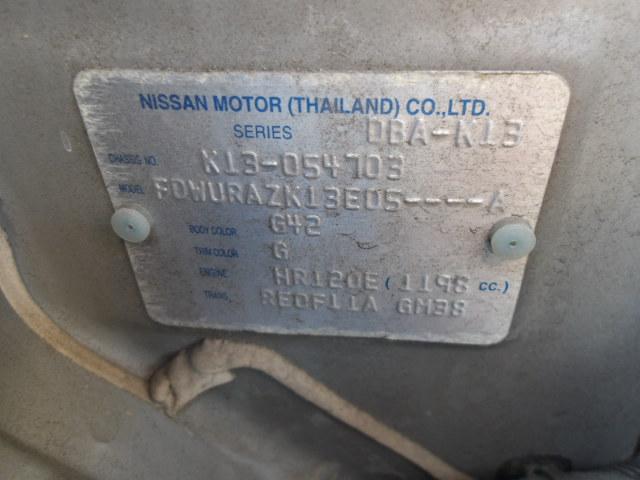 NISSAN MOTOR (THAILAND) CO.,LTD.
SERIES DBA-K13
CHASSIS NO. K13-054703
MODEL FDWURAZK13EDS----A
BODY COLOR G42
TRIM COLOR G
ENGINE HR12DE ( 1198 CC.)
TRANS. RE0F11A GM38